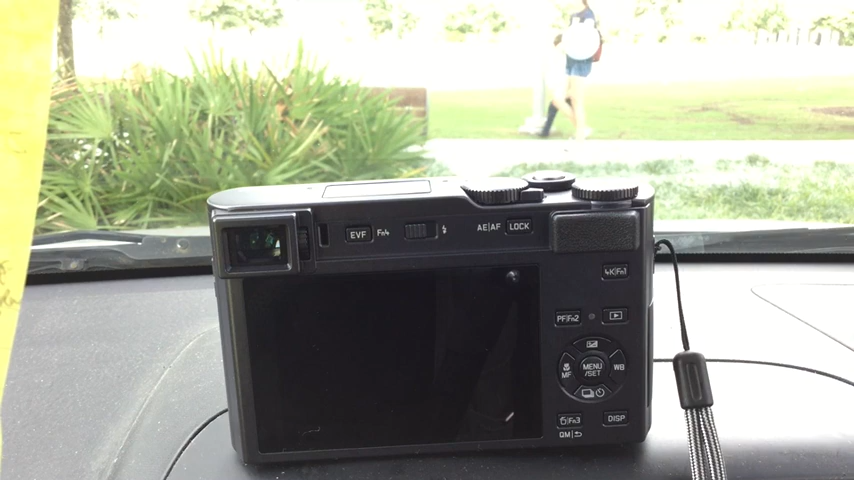 EVF Fn4
AE|AF LOCK
4K|Fn1
PF|Fn2
MENU
/SET
MF
WB
Fn3
DISP
QM|